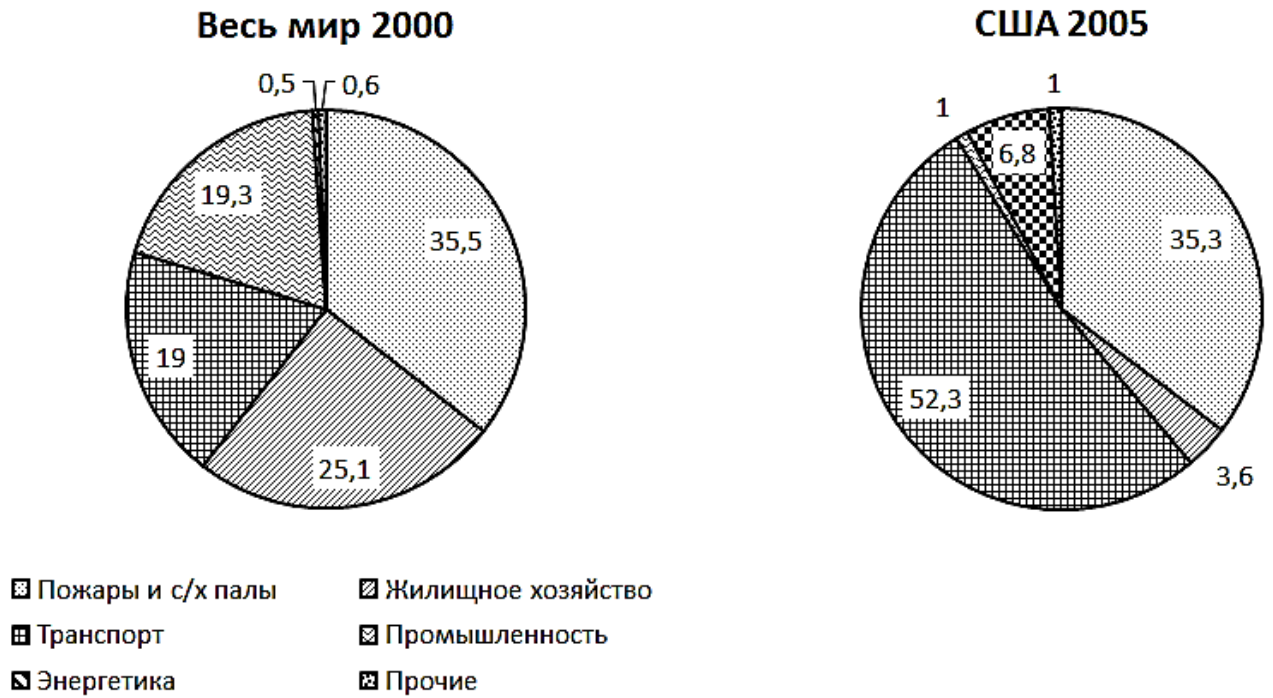 Весь мир 2000
США 2005
0,5
0,6
19,3
35,5
19
25,1
1
1
6,8
35,3
52,3
3,6
Пожары и с/х палы
Жилищное хозяйство
Транспорт
Промышленность
Энергетика
Прочие